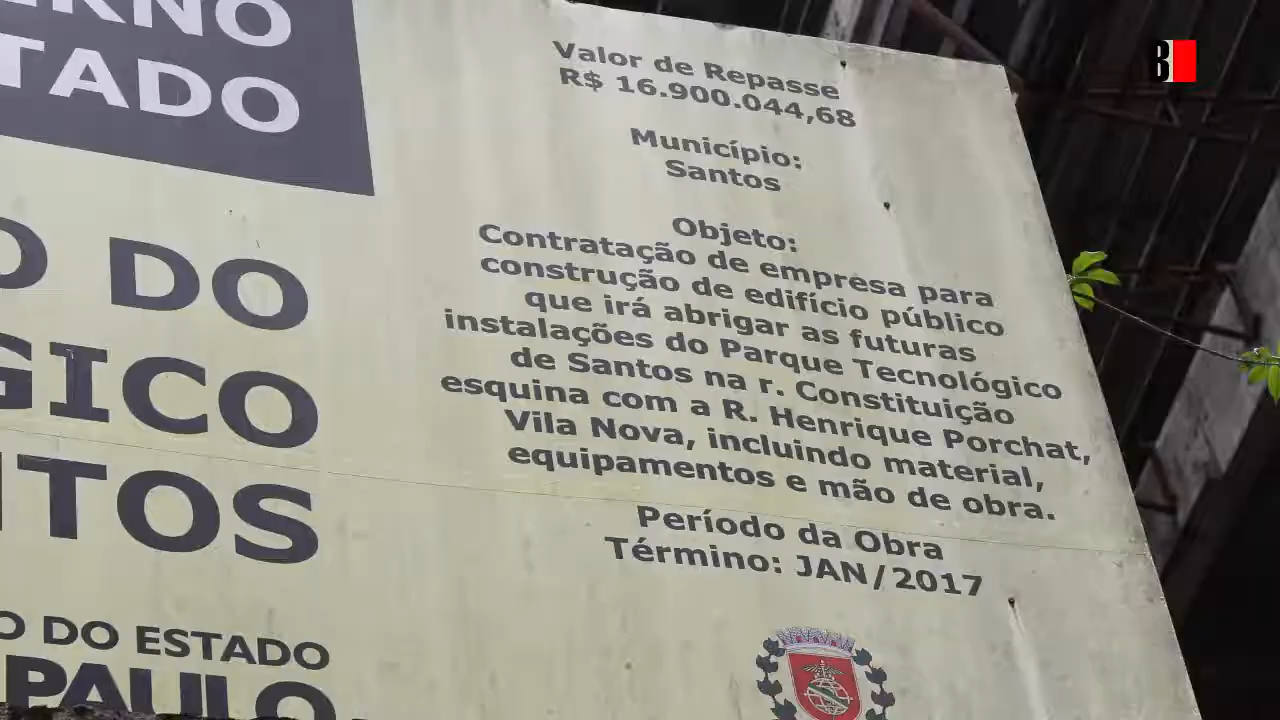 ERNO
TADO
O DO
GICO
NTOS
O DO ESTADO
PAULO
Valor de Repasse
R$ 16.900.044,68
Município:
Santos
Objeto:
Contratação de empresa para
construção de edifício público
que irá abrigar as futuras
instalações do Parque Tecnológico
de Santos na r. Constituição
esquina com a R. Henrique Porchat,
Vila Nova, incluindo material,
equipamentos e mão de obra.
Período da Obra
Término: JAN/2017
B